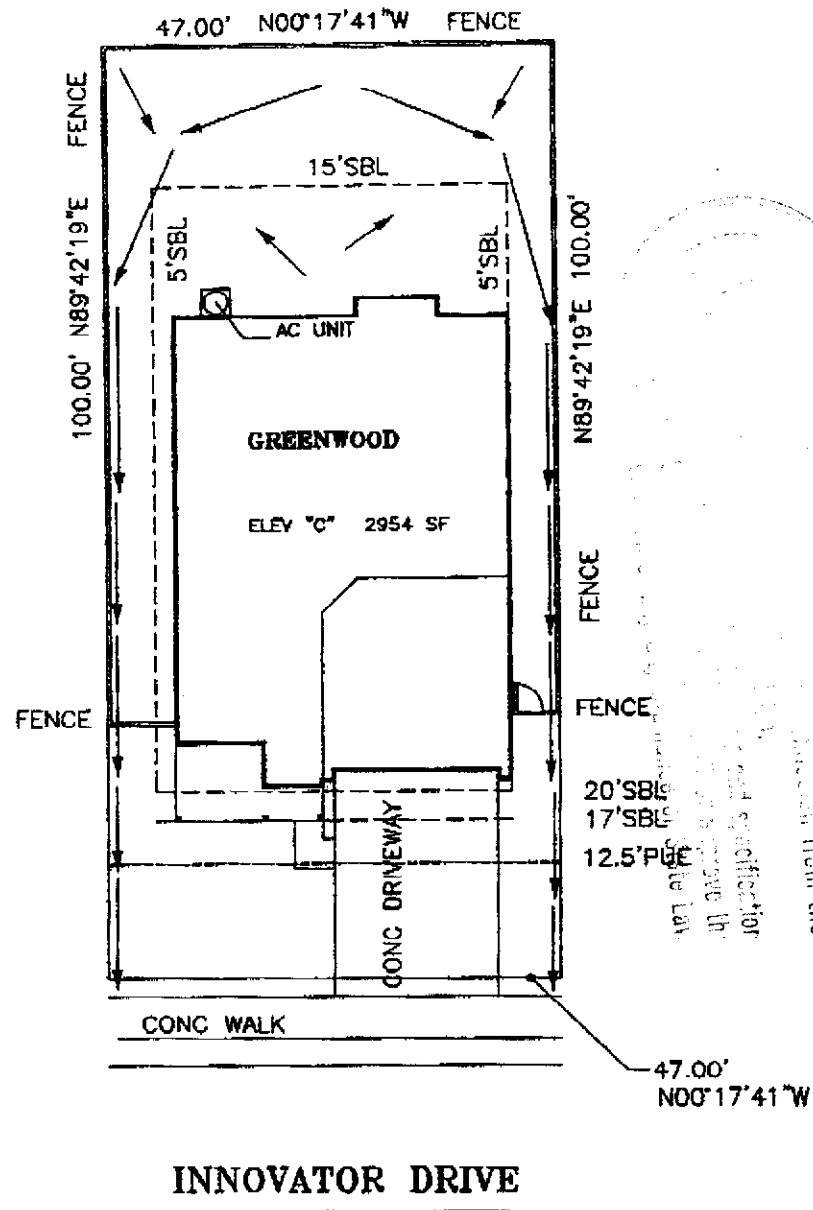 47.00' N00°17'41"W FENCE
FENCE
15'SBL
100.00' N89°42'19"E
5'SBL
5'SBL
N89°42'19"E 100.00'
AC UNIT
GREENWOOD
ELEV "C" 2954 SF
FENCE
FENCE
FENCE
20'SBL
17'SBL
12.5'PUE
CONC DRIVEWAY
CONC WALK
47.00'
N00°17'41"W
INNOVATOR DRIVE